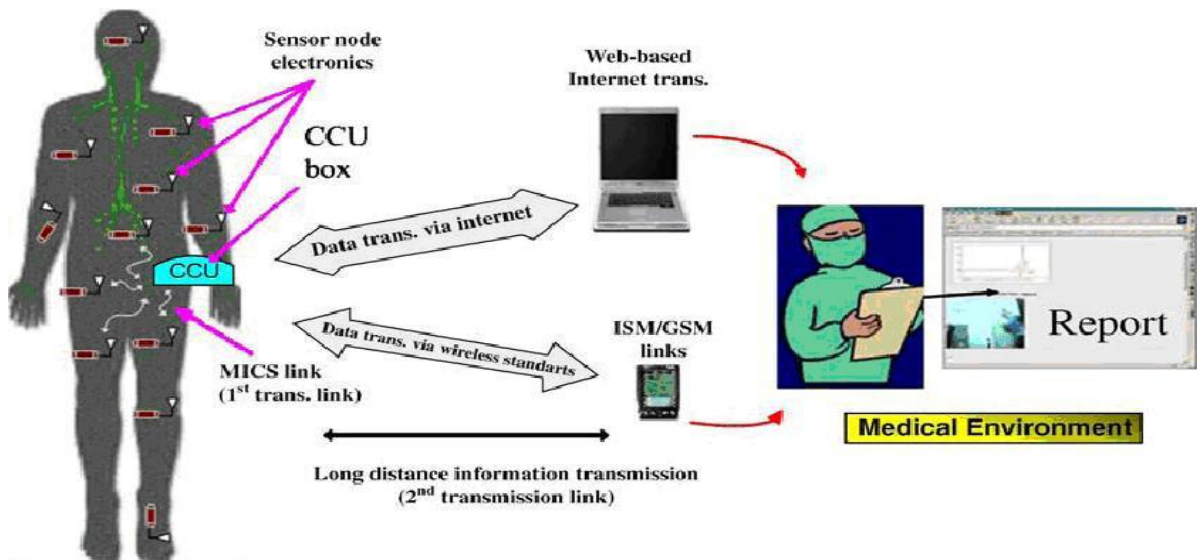 Sensor node
electronics
CCU
box
CCU
MICS link
(1st trans. link)
Data trans. via internet
Data trans. via wireless standarts
Long distance information transmission
(2nd transmission link)
Web-based
Internet trans.
ISM/GSM
links
Report
Medical Environment